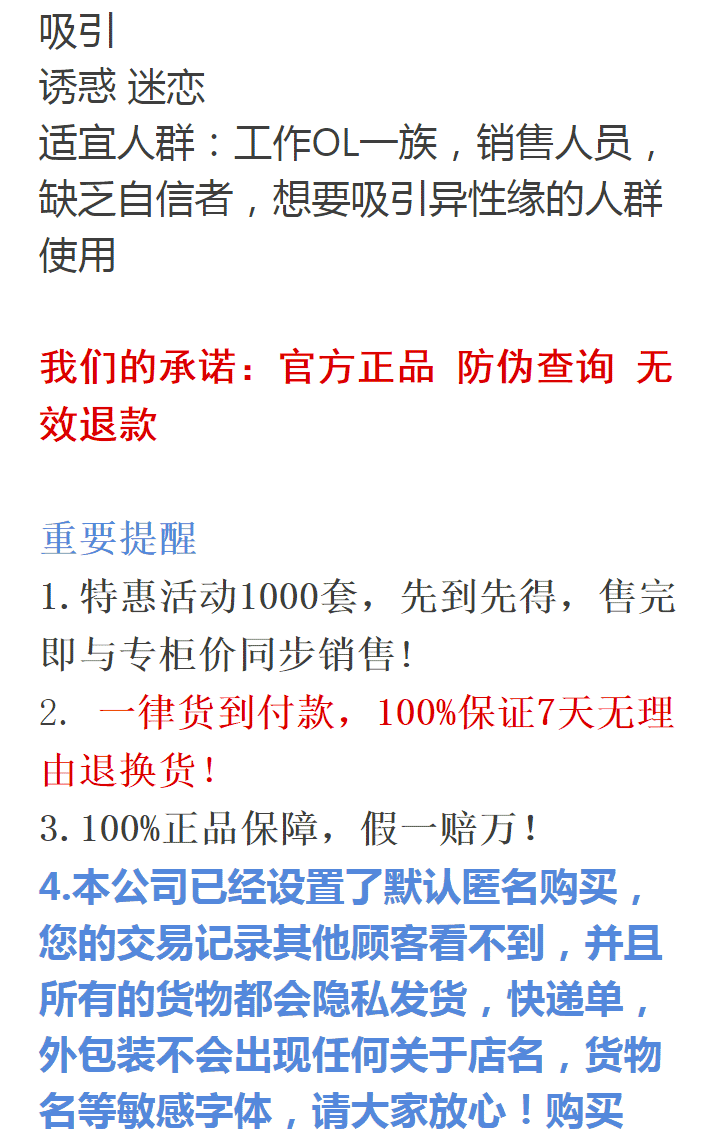 吸引
诱惑 迷恋
适宜人群：工作OL一族，销售人员，
缺乏自信者，想要吸引异性缘的人群
使用
我们的承诺：官方正品 防伪查询 无
效退款
重要提醒
1.特惠活动1000套，先到先得，售完
即与专柜价同步销售！
2. 一律货到付款，100%保证7天无理
由退换货！
3.100%正品保障，假一赔万！
4.本公司已经设置了默认匿名购买，
您的交易记录其他顾客看不到，并且
所有的货物都会隐私发货，快递单，
外包装不会出现任何关于店名，货物
名等敏感字体，请大家放心！购买